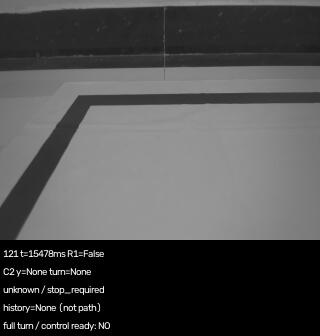 121 t=15478ms R1=False
C2 y=None turn=None
unknown / stop_required
history=None (not path)
full turn / control ready: NO